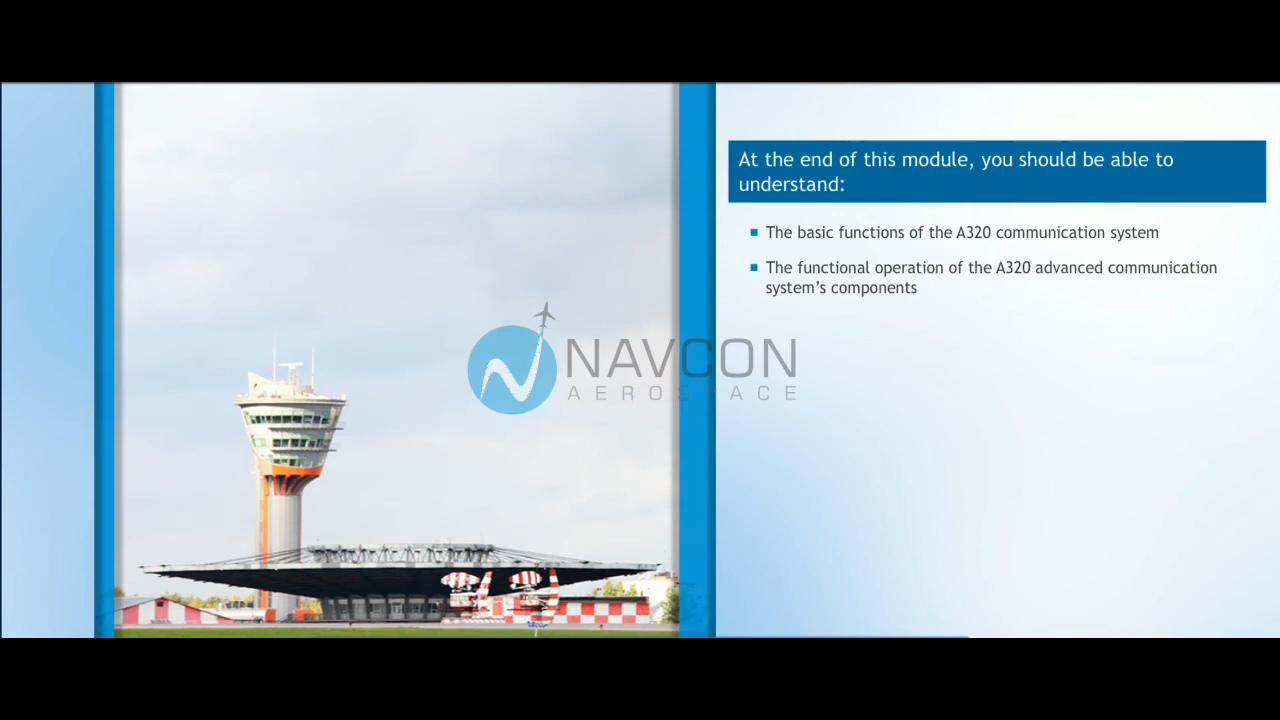 At the end of this module, you should be able to
understand:
The basic functions of the A320 communication system
The functional operation of the A320 advanced communication
system's components
NAVCON
AEROSPACE